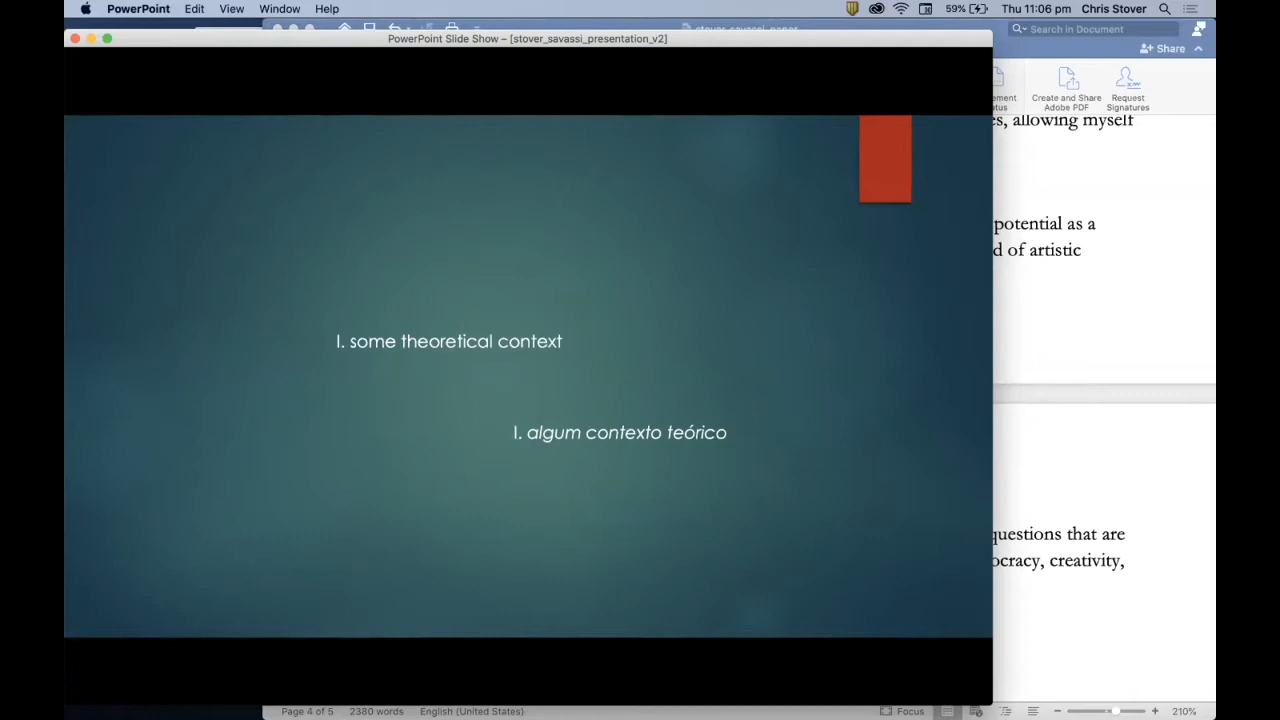 PowerPoint Edit View Window Help 59% Thu 11:06 pm Chris Stover
Search in Document
PowerPoint Slide Show – [stover_savassi_presentation_v2]
Share
Create and Share
Adobe PDF
Request
Signatures
allowing myself
potential as a
of artistic
I. some theoretical context
I. algum contexto teórico
questions that are
creativity,
Page 4 of 5 2380 words English (United States) Focus 210%